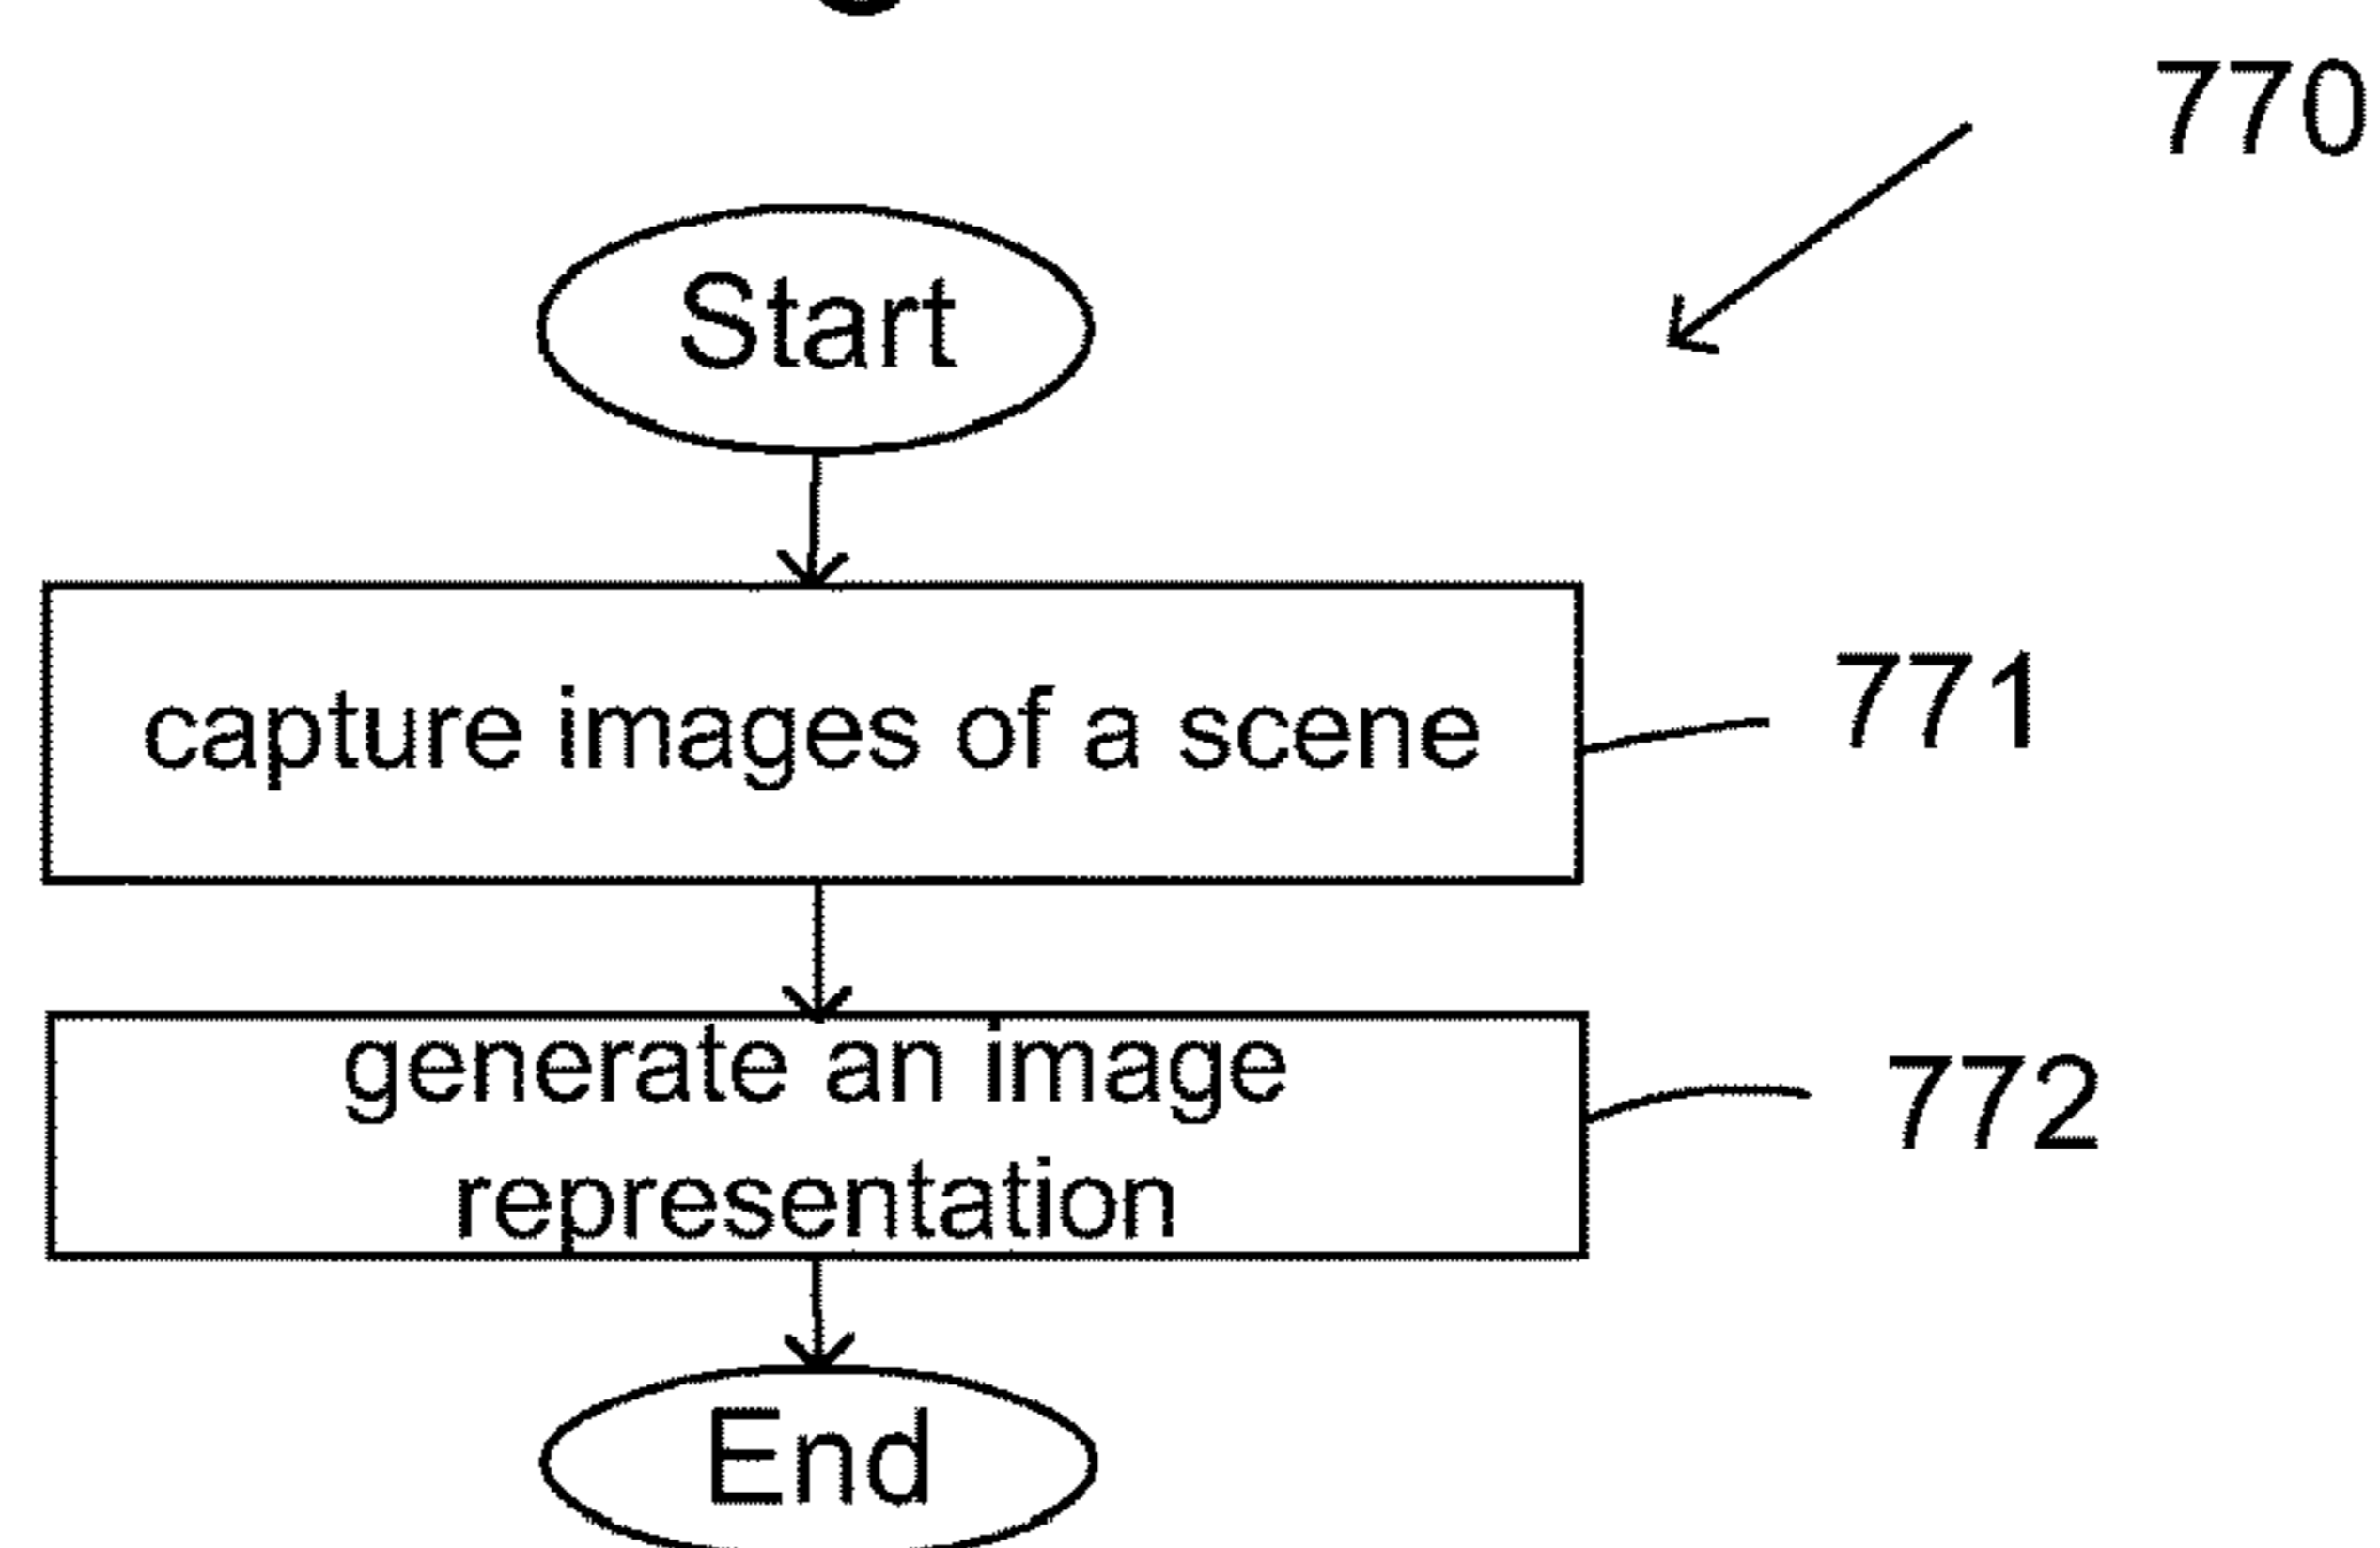 770
Start
capture images of a scene
771
generate an image
representation
772
End